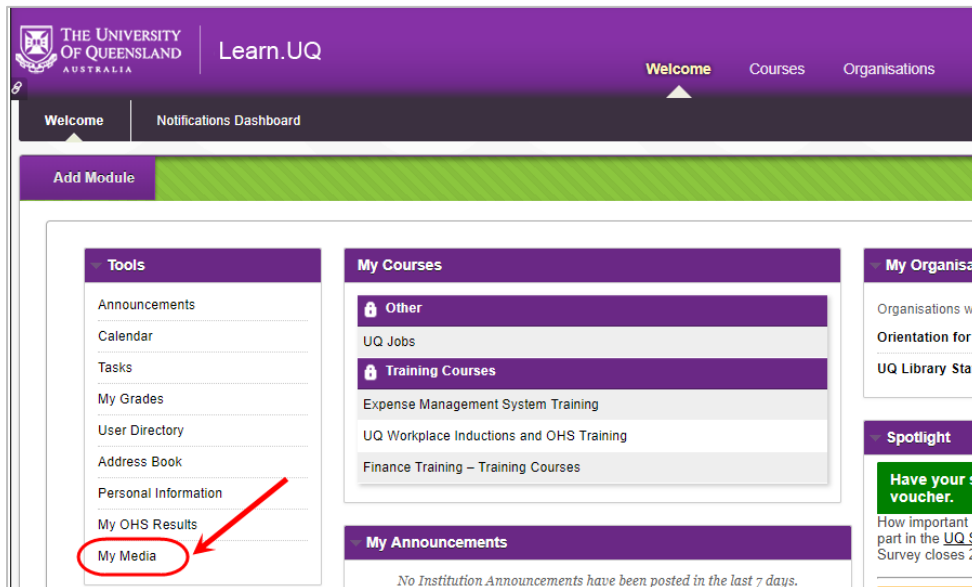 THE UNIVERSITY
OF QUEENSLAND
AUSTRALIA
Learn.UQ
Welcome Courses Organisations
Welcome Notifications Dashboard
Add Module
Tools
Announcements
Calendar
Tasks
My Grades
User Directory
Address Book
Personal Information
My OHS Results
My Media
My Courses
Other
UQ Jobs
Training Courses
Expense Management System Training
UQ Workplace Inductions and OHS Training
Finance Training – Training Courses
My Announcements
No Institution Announcements have been posted in the last 7 days.
My Organisa
Organisations w
Orientation for
UQ Library Sta
Spotlight
Have your s
voucher.
How important
part in the UQ S
Survey closes 2